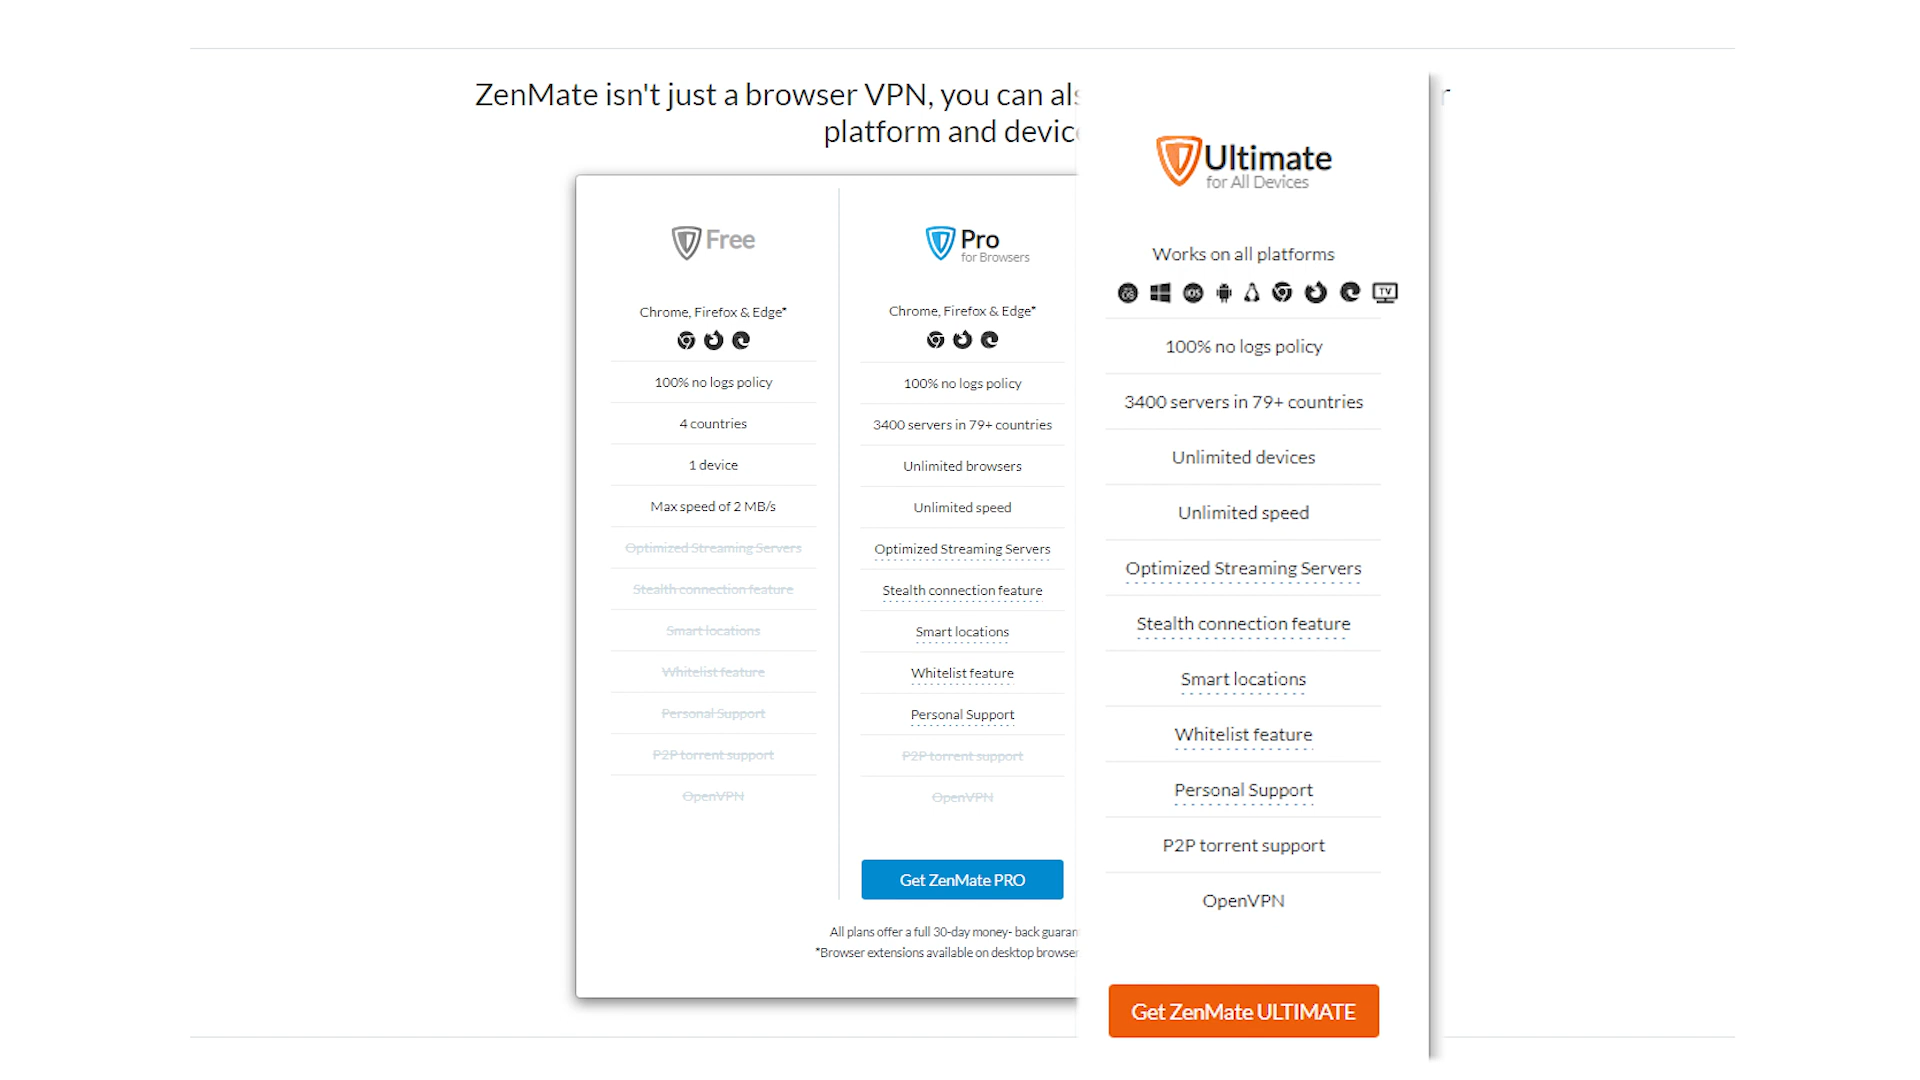 ZenMate isn't just a browser VPN, you can
platform and
Free
Chrome, Firefox & Edge*
100% no logs policy
4 countries
1 device
Max speed of 2 MB/s
Optimized Streaming Servers
Stealth connection feature
Smart locations
Whitelist feature
Personal Support
P2P torrent support
OpenVPN
Pro
for Browsers
Chrome, Firefox & Edge*
100% no logs policy
3400 servers in 79+ countries
Unlimited browsers
Unlimited speed
Optimized Streaming Servers
Stealth connection feature
Smart locations
Whitelist feature
Personal Support
P2P torrent support
OpenVPN
Get ZenMate PRO
All plans offer a full 30-day money- back
*Browser extensions available on desktop
Ultimate
for All Devices
Works on all platforms
TV
100% no logs policy
3400 servers in 79+ countries
Unlimited devices
Unlimited speed
Optimized Streaming Servers
Stealth connection feature
Smart locations
Whitelist feature
Personal Support
P2P torrent support
OpenVPN
Get ZenMate ULTIMATE